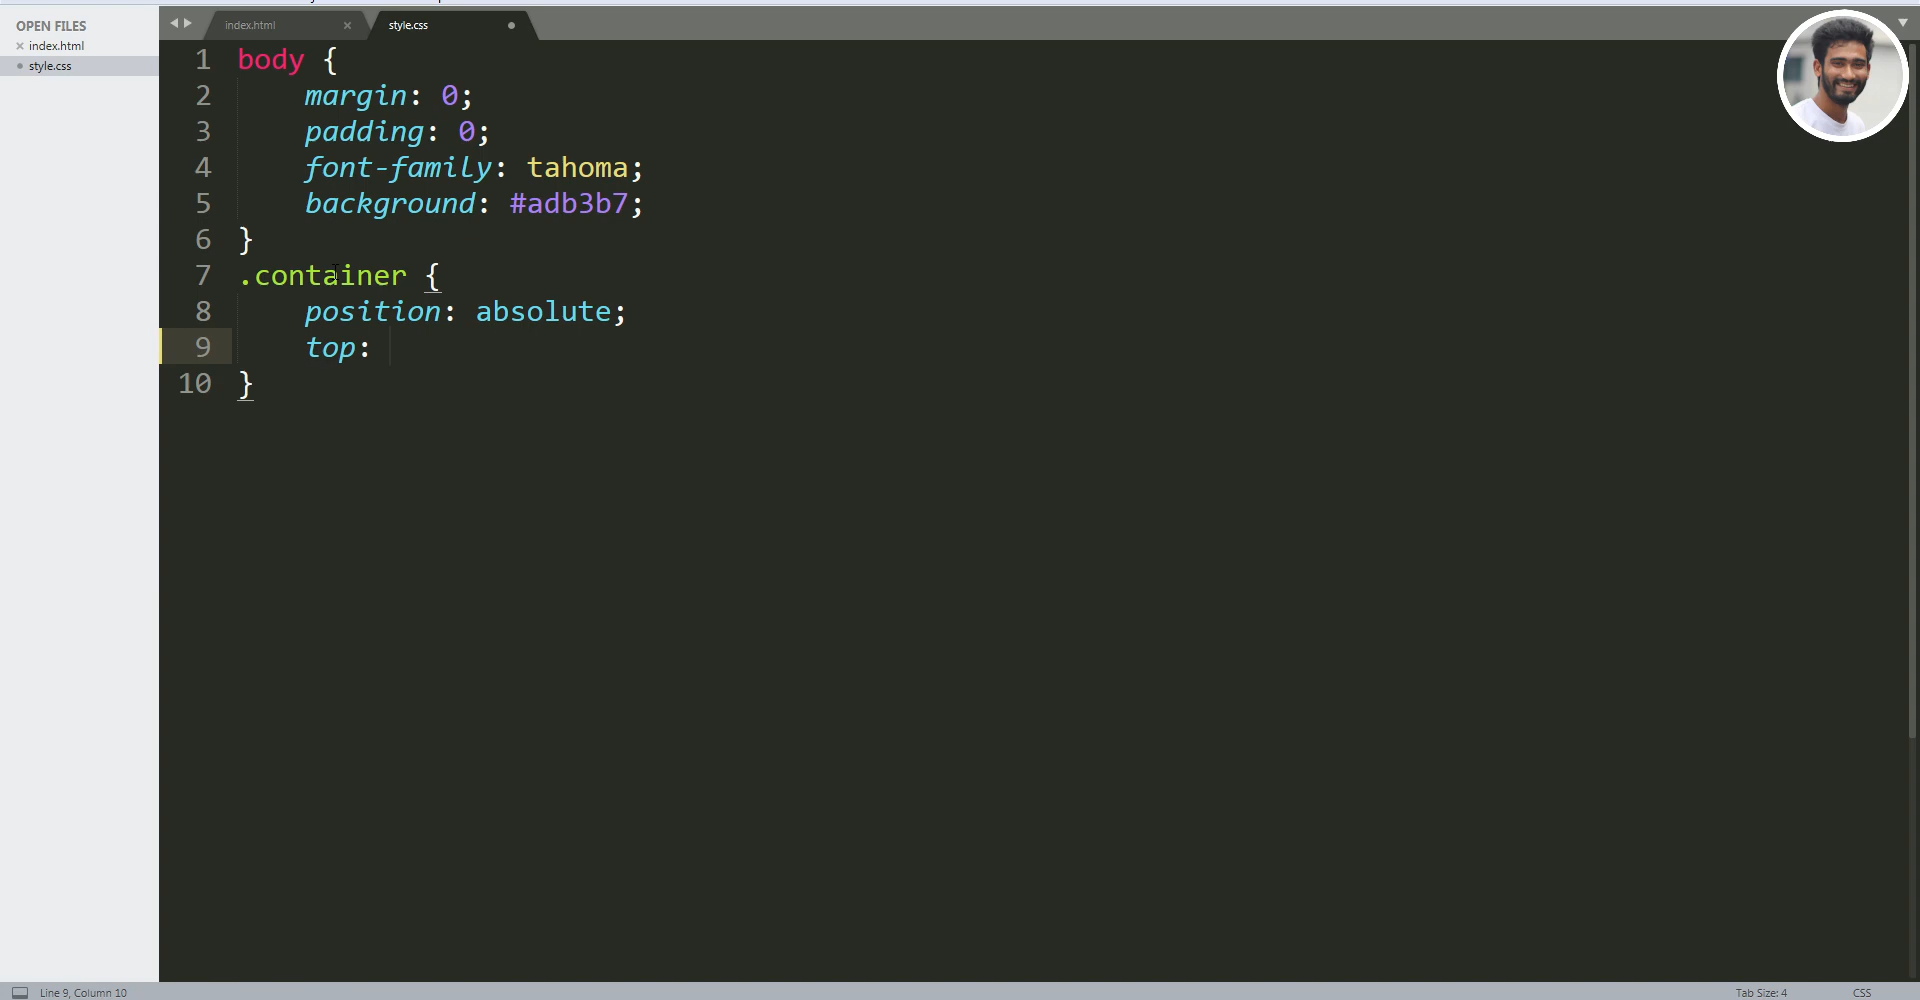 OPEN FILES
index.html
style.css
index.html
style.css
1 body {
2 margin: 0;
3 padding: 0;
4 font-family: tahoma;
5 background: #adb3b7;
6 }
7 .container {
8 position: absolute;
9 top:
10 }
Line 9, Column 10
Tab Size: 4
CSS